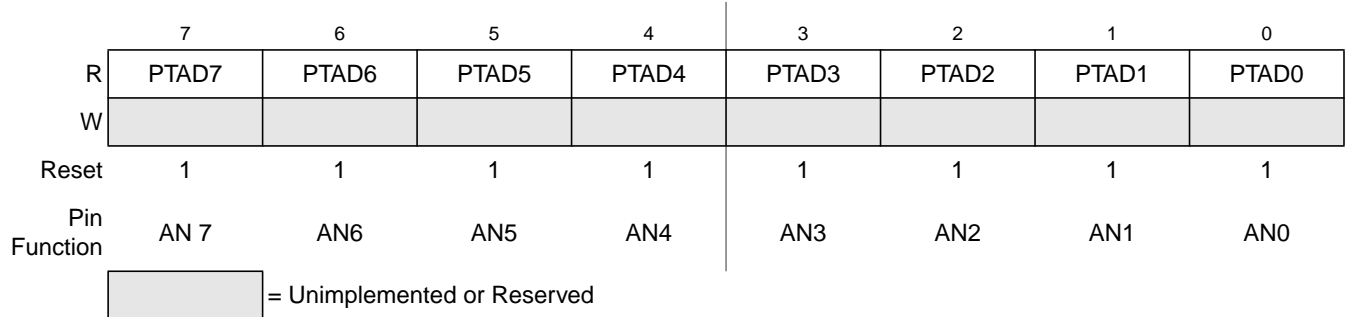 7 6 5 4 3 2 1 0
R PTAD7 PTAD6 PTAD5 PTAD4 PTAD3 PTAD2 PTAD1 PTAD0
W
Reset 1 1 1 1 1 1 1 1
Pin
Function AN 7 AN6 AN5 AN4 AN3 AN2 AN1 AN0
= Unimplemented or Reserved